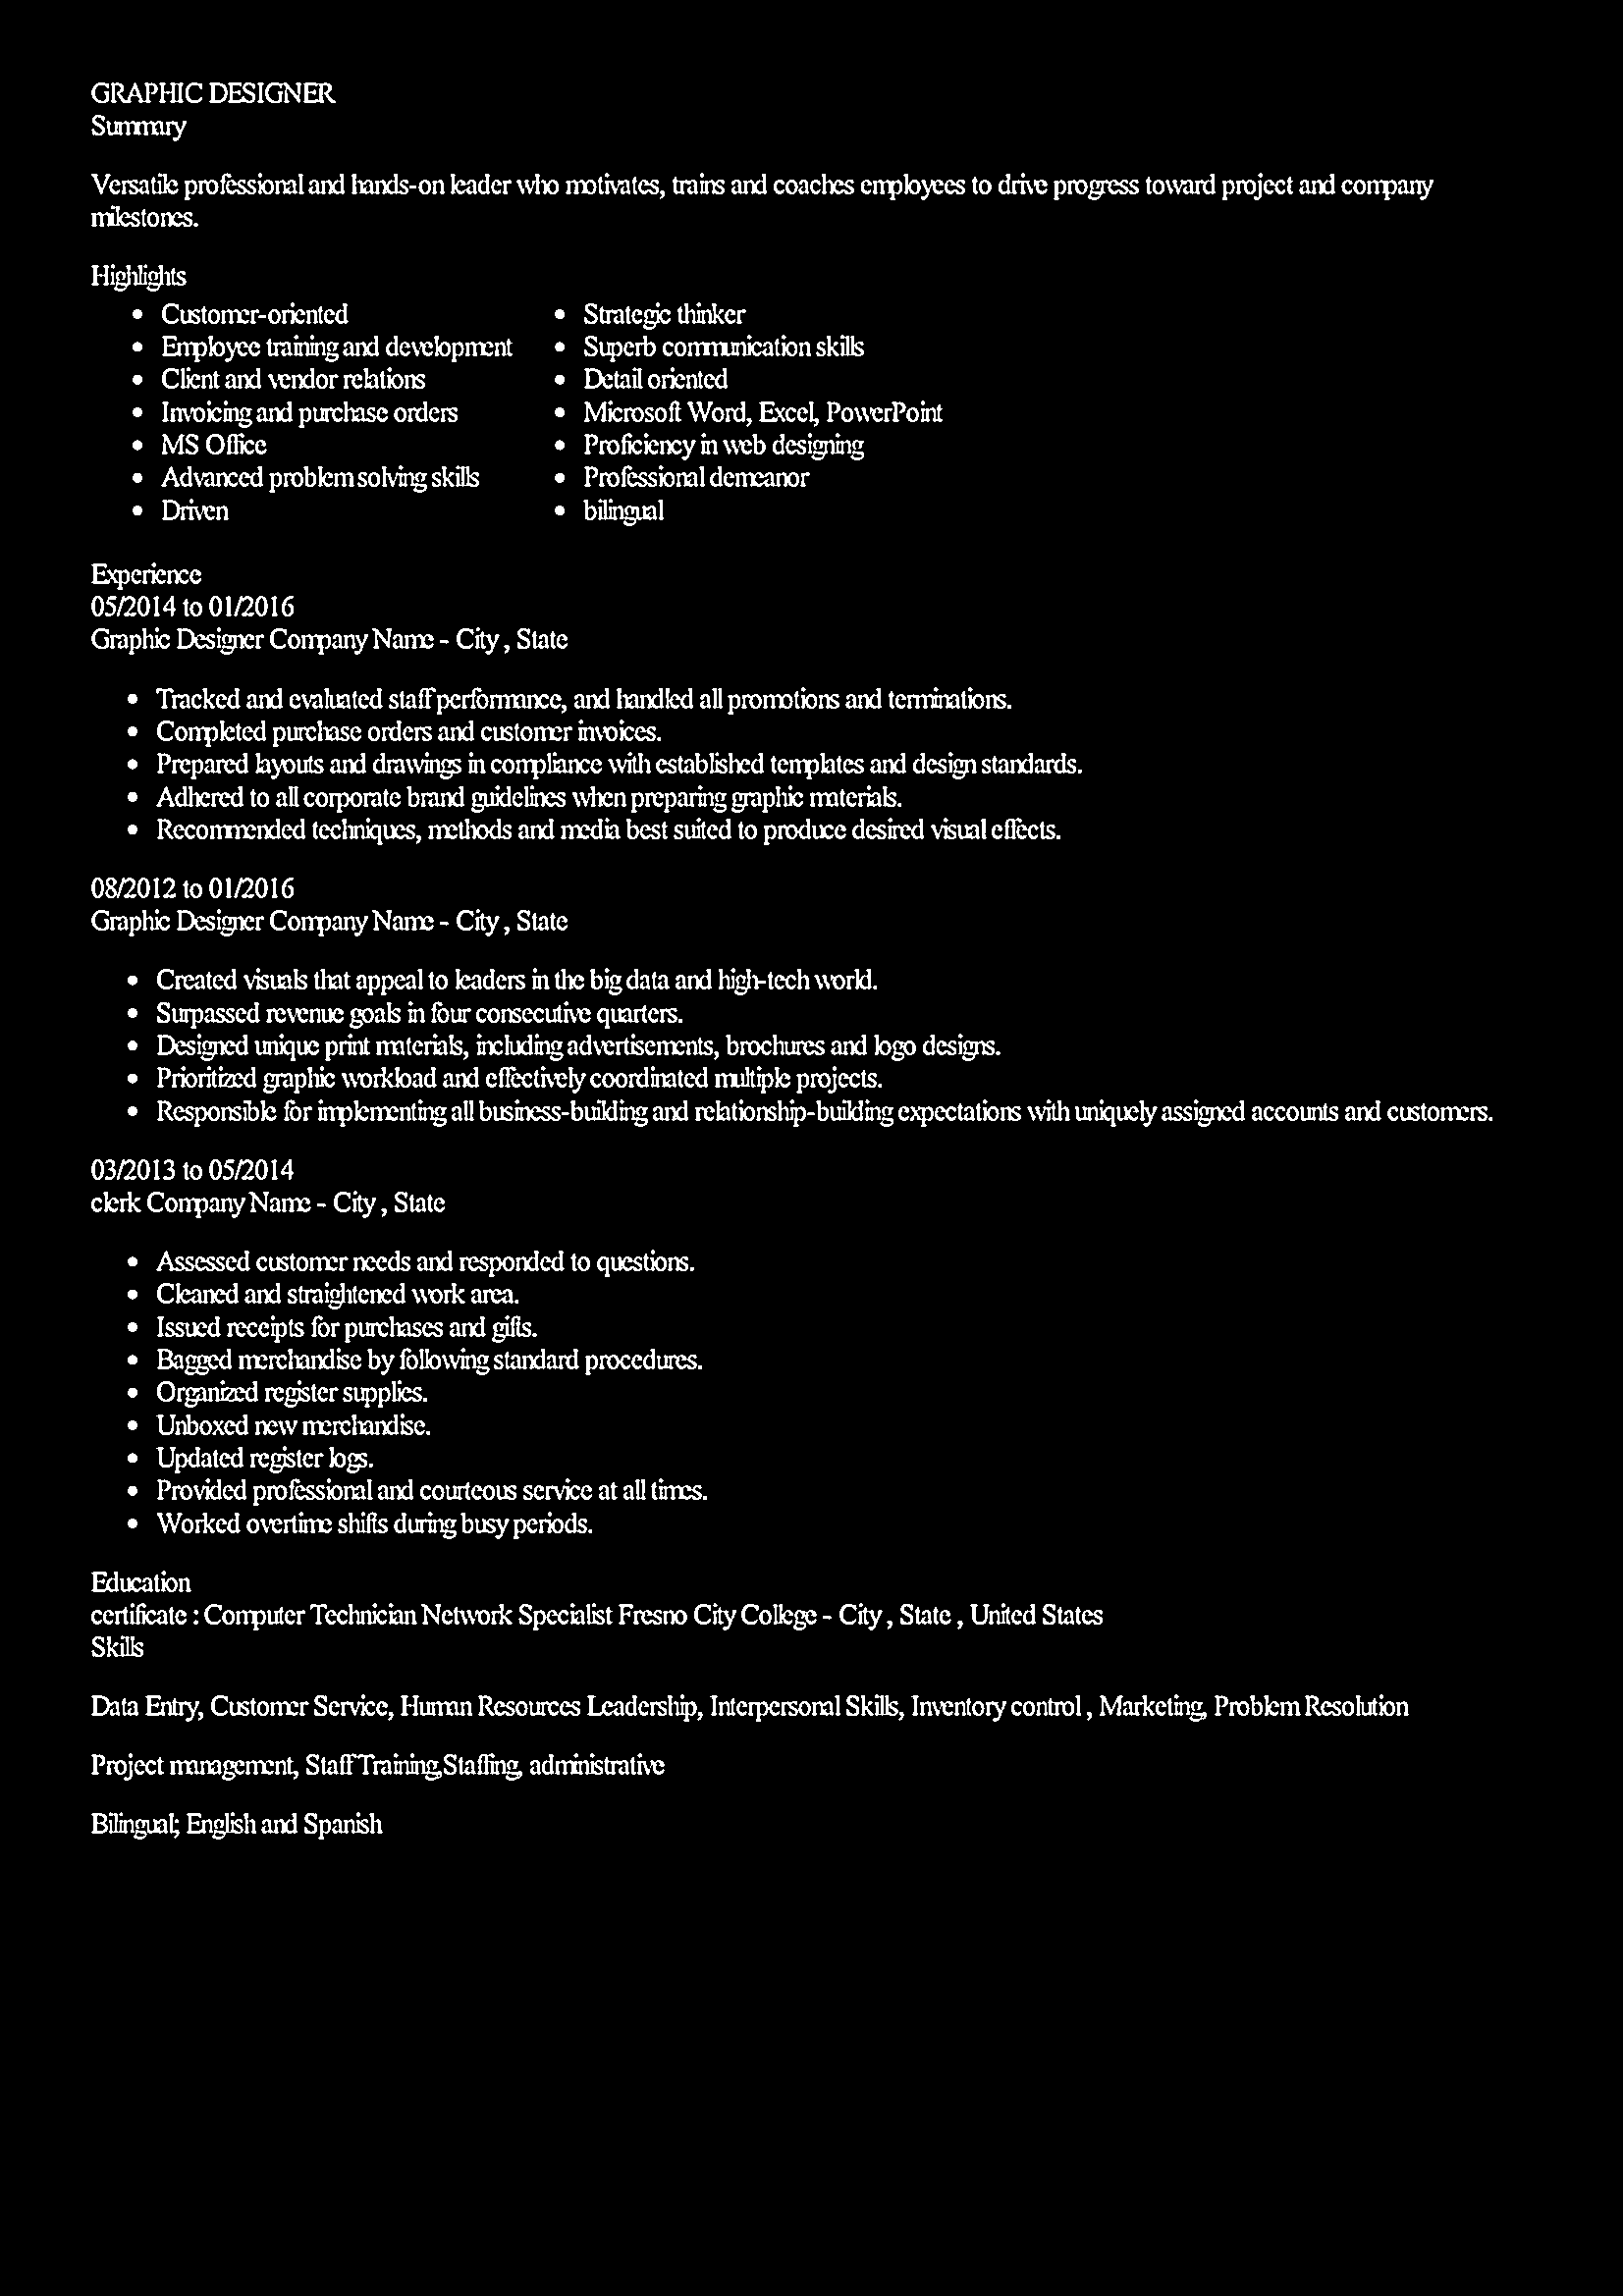 GRAPHIC DESIGNER
Summary
Versatile professional and hands-on leader who motivates, trains and coaches employees to drive progress toward project and company
milestones.
Highlights
• Customer-oriented
• Employee training and development
• Client and vendor relations
• Invoicing and purchase orders
• MS Office
• Advanced problem solving skills
• Driven
• Strategic thinker
• Superb communication skills
• Detail oriented
• Microsoft Word, Excel, PowerPoint
• Proficiency in web designing
• Professional demeanor
• bilingual
Experience
05/2014 to 01/2016
Graphic Designer Company Name - City , State
• Tracked and evaluated staff performance, and handled all promotions and terminations.
• Completed purchase orders and customer invoices.
• Prepared layouts and drawings in compliance with established templates and design standards.
• Adhered to all corporate brand guidelines when preparing graphic materials.
• Recommended techniques, methods and media best suited to produce desired visual effects.
08/2012 to 01/2016
Graphic Designer Company Name - City , State
• Created visuals that appeal to leaders in the big data and high-tech world.
• Surpassed revenue goals in four consecutive quarters.
• Designed unique print materials, including advertisements, brochures and logo designs.
• Prioritized graphic workload and effectively coordinated multiple projects.
• Responsible for implementing all business-building and relationship-building expectations with uniquely assigned accounts and customers.
03/2013 to 05/2014
clerk Company Name - City , State
• Assessed customer needs and responded to questions.
• Cleaned and straightened work area.
• Issued receipts for purchases and gifts.
• Bagged merchandise by following standard procedures.
• Organized register supplies.
• Unboxed new merchandise.
• Updated register logs.
• Provided professional and courteous service at all times.
• Worked overtime shifts during busy periods.
Education
certificate : Computer Technician Network Specialist Fresno City College - City , State , United States
Skills
Data Entry, Customer Service, Human Resources Leadership, Interpersonal Skills, Inventory control , Marketing, Problem Resolution
Project management, Staff Training,Staffing, administrative
Bilingual; English and Spanish